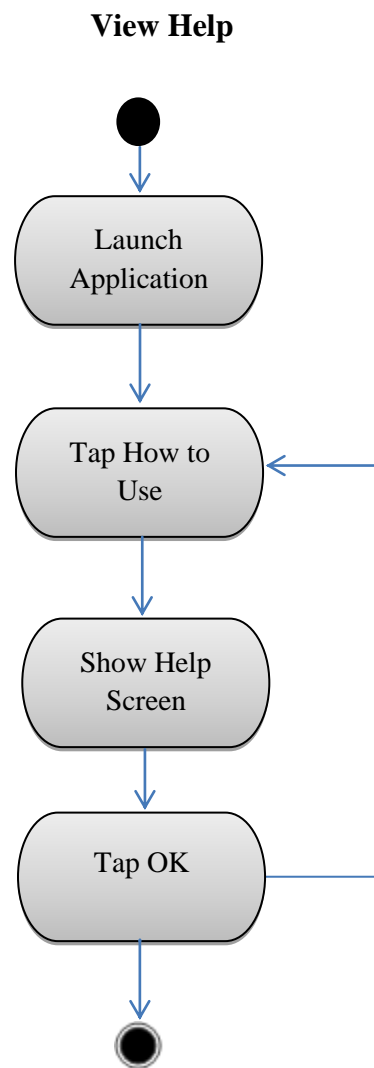 View Help
Launch
Application
Tap How to
Use
Show Help
Screen
Tap OK